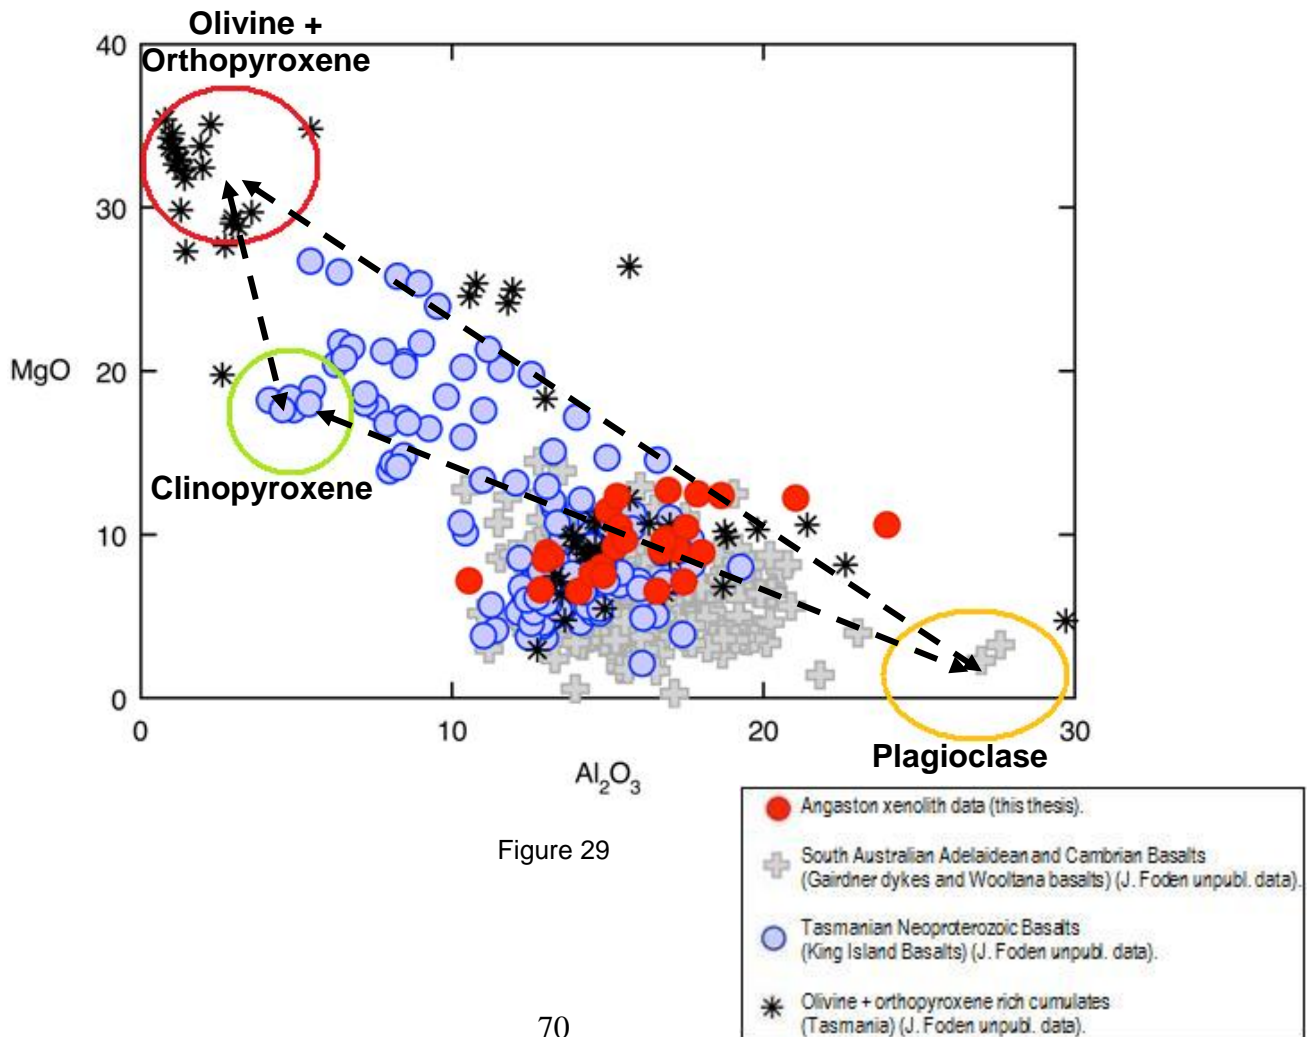 Olivine +
Orthopyroxene
40
30
MgO
20
Clinopyroxene
10
0
0
10
20
30
Al₂O₃
Plagioclase
Angaston xenolith data (this thesis).
South Australian Adelaidean and Cambrian Basalts
(Gairdner dykes and Wooltana basalts) (J. Foden unpubl. data).
Tasmanian Neoproterozoic Basalts
(King Island Basalts) (J. Foden unpubl. data).
Olivine + orthopyroxene rich cumulates
(Tasmania) (J. Foden unpubl. data).
Figure 29
70